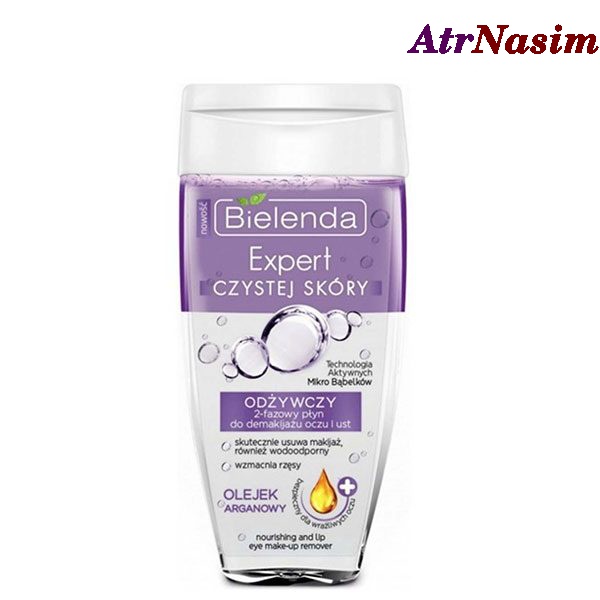 AtrNasim
nowość
Bielenda
Expert
CZYSTEJ SKÓRY
Technologia
Aktywnych
Mikro Bąbelków
ODŻYWCZY
2-fazowy płyn
do demakijażu oczu i ust
skutecznie usuwa makijaż,
również wodoodporny
wzmacnia rzęsy
OLEJEK
ARGANOWY
bezpieczny dla wrażliwych oczu
nourishing and lip
eye make-up remover